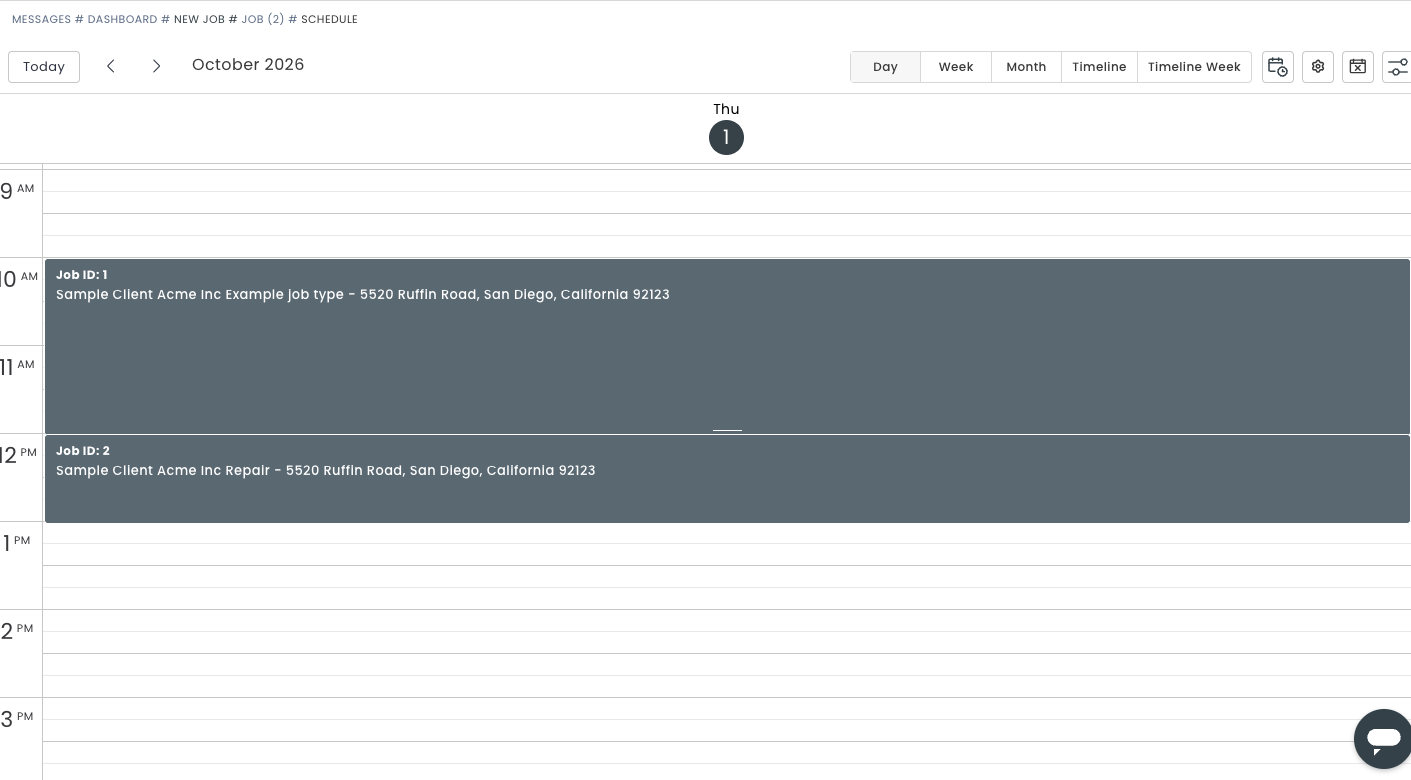 MESSAGES # DASHBOARD # NEW JOB # JOB (2) # SCHEDULE
Today
October 2026
Day
Week
Month
Timeline
Timeline Week
Thu
1
9 AM
10 AM
Job ID: 1
Sample Client Acme Inc Example job type - 5520 Ruffin Road, San Diego, California 92123
11 AM
12 PM
Job ID: 2
Sample Client Acme Inc Repair - 5520 Ruffin Road, San Diego, California 92123
1 PM
2 PM
3 PM